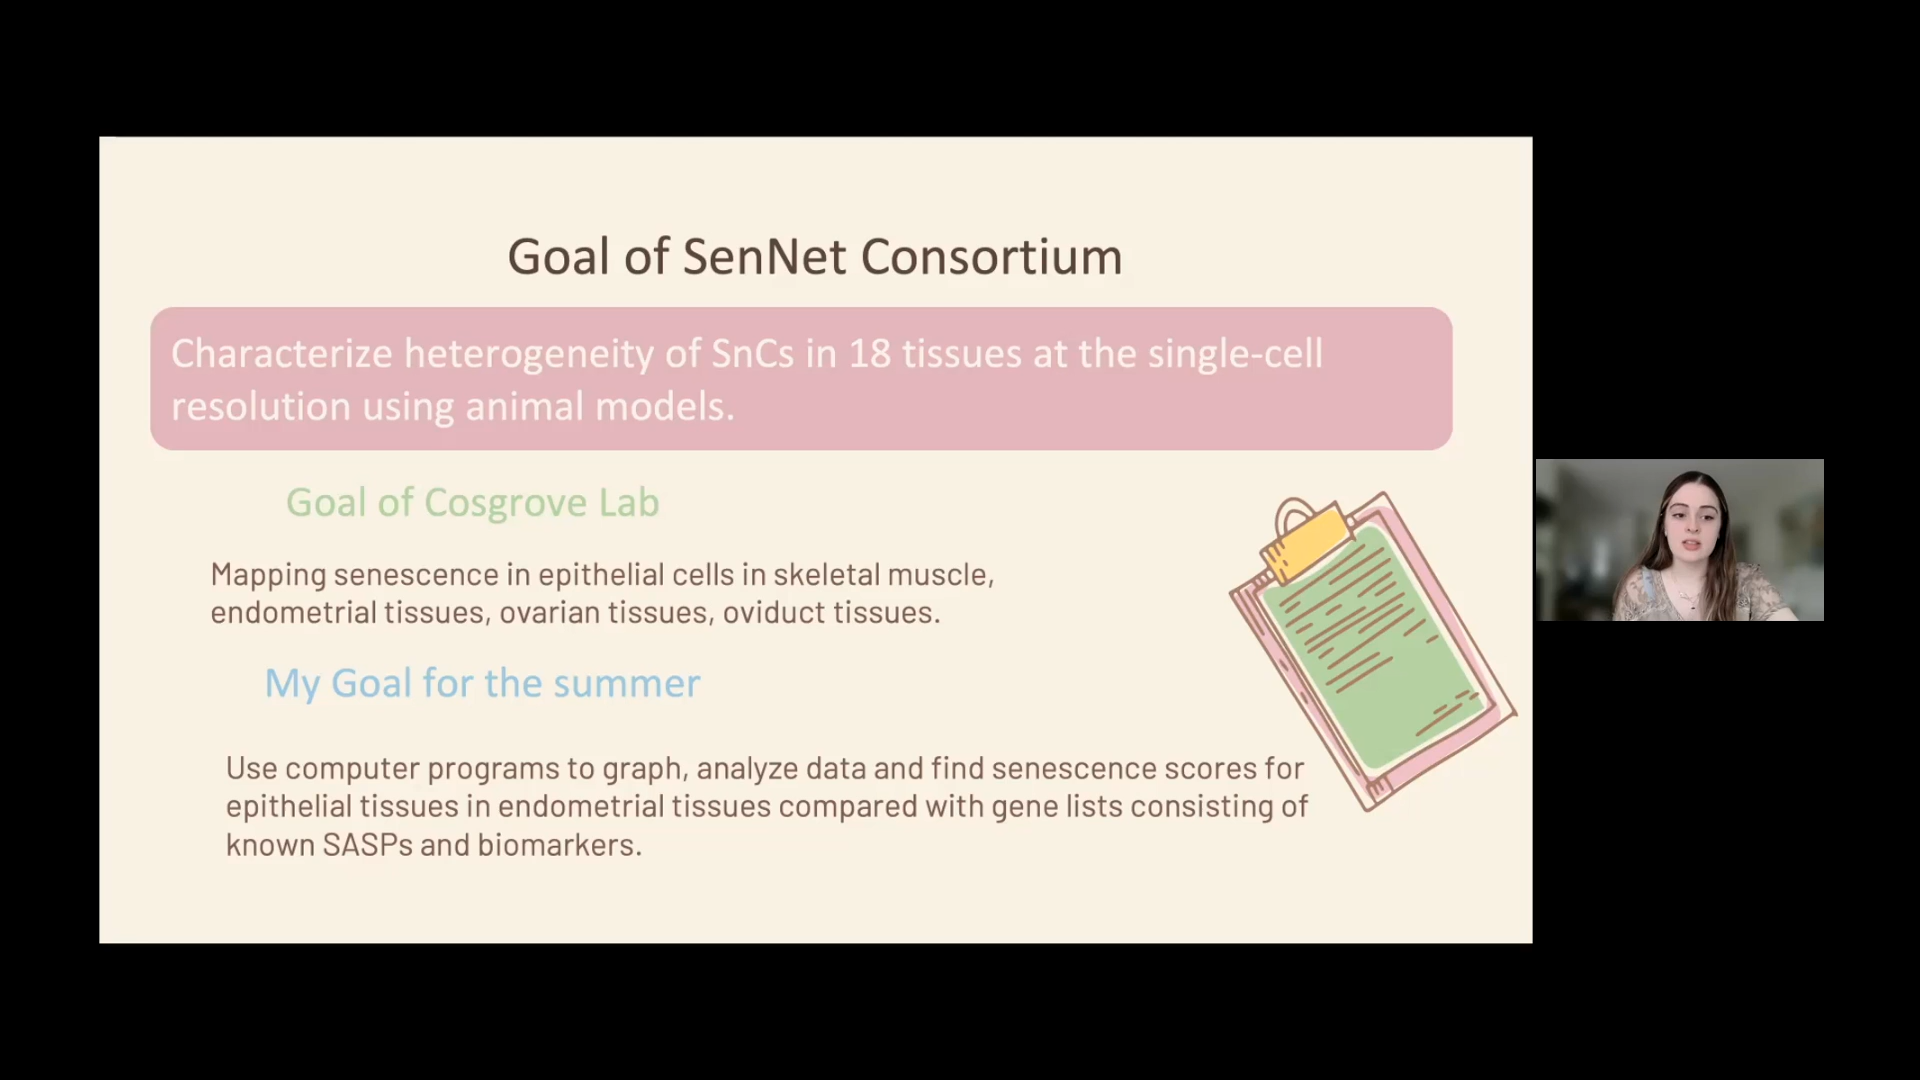 Goal of SenNet Consortium
Characterize heterogeneity of SnCs in 18 tissues at the single-cell
resolution using animal models.
Goal of Cosgrove Lab
Mapping senescence in epithelial cells in skeletal muscle,
endometrial tissues, ovarian tissues, oviduct tissues.
My Goal for the summer
Use computer programs to graph, analyze data and find senescence scores for
epithelial tissues in endometrial tissues compared with gene lists consisting of
known SASPs and biomarkers.